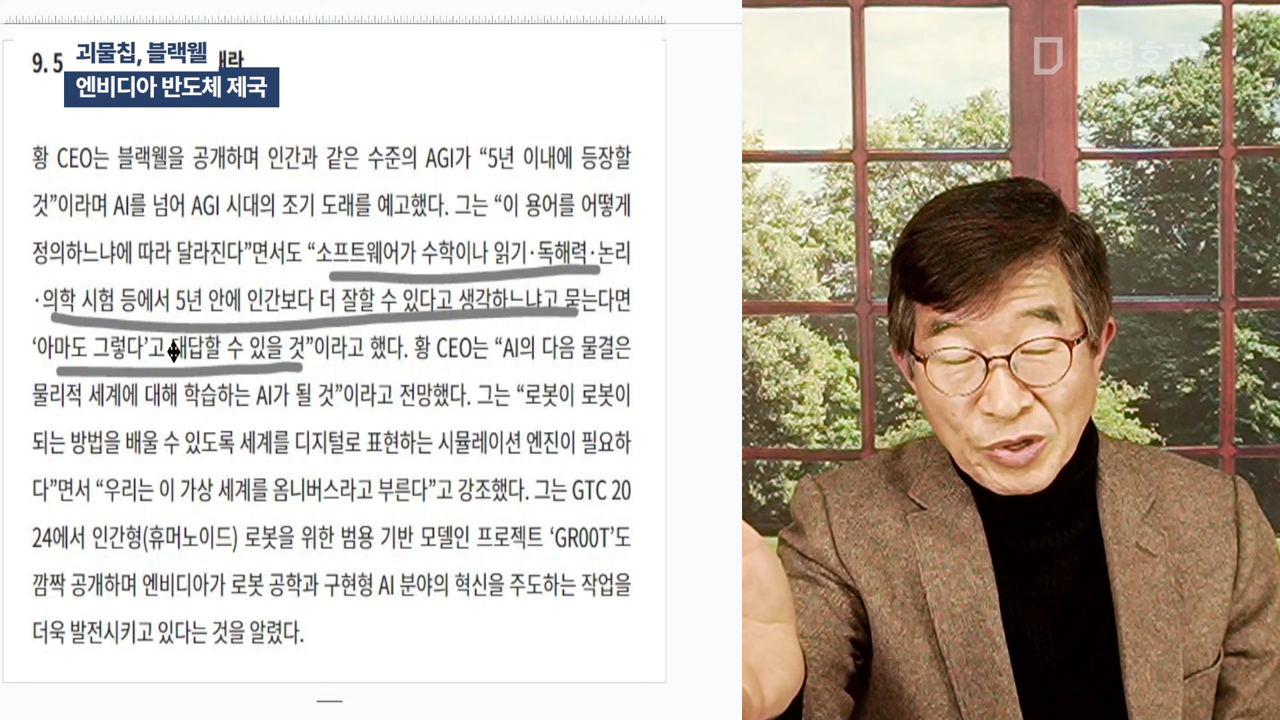 9. 5
괴물칩, 블랙웰
래란
엔비디아 반도체 제국
공병호TV
황 CEO는 블랙웰을 공개하며 인간과 같은 수준의 AGI가 “5년 이내에 등장할
것”이라며 AI를 넘어 AGI 시대의 조기 도래를 예고했다. 그는 “이 용어를 어떻게
정의하느냐에 따라 달라진다”면서도 “소프트웨어가 수학이나 읽기·독해력·논리
·의학 시험 등에서 5년 안에 인간보다 더 잘할 수 있다고 생각하느냐고 묻는다면
‘아마도 그렇다’고 대답할 수 있을 것”이라고 했다. 황 CEO는 “AI의 다음 물결은
물리적 세계에 대해 학습하는 AI가 될 것”이라고 전망했다. 그는 “로봇이 로봇이
되는 방법을 배울 수 있도록 세계를 디지털로 표현하는 시뮬레이션 엔진이 필요하
다”면서 “우리는 이 가상 세계를 옴니버스라고 부른다”고 강조했다. 그는 GTC 20
24에서 인간형(휴머노이드) 로봇을 위한 범용 기반 모델인 프로젝트 ‘GR00T’도
깜짝 공개하며 엔비디아가 로봇 공학과 구현형 AI 분야의 혁신을 주도하는 작업을
더욱 발전시키고 있다는 것을 알렸다.